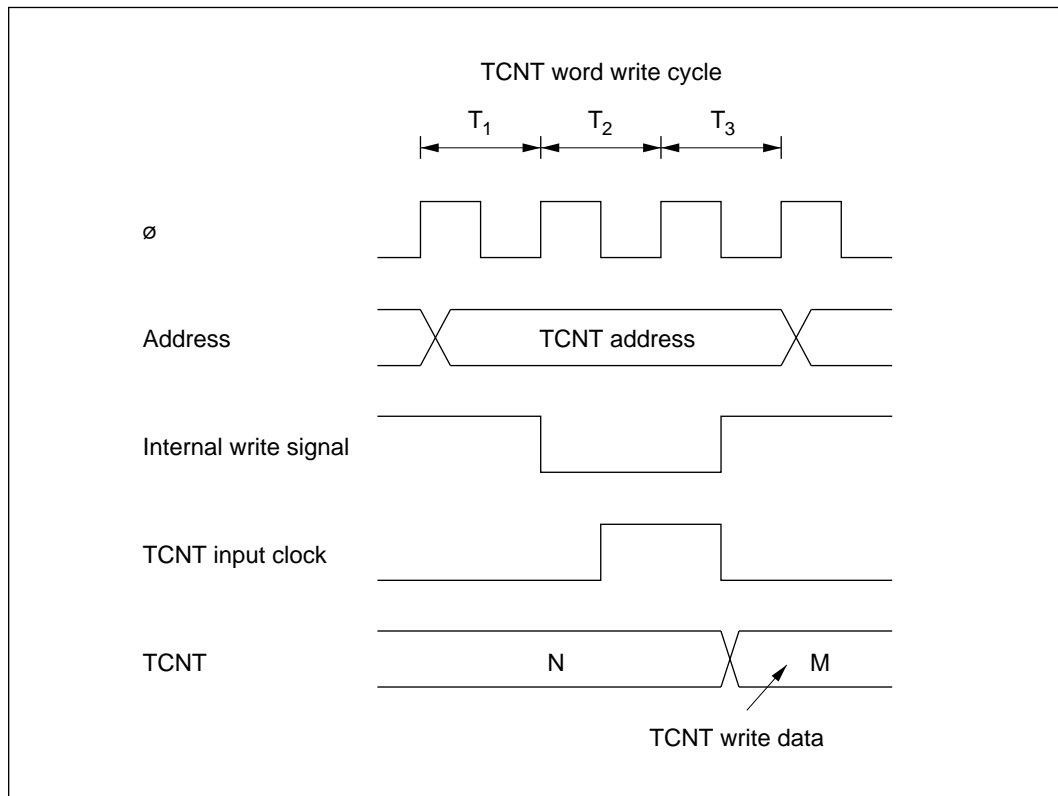 TCNT word write cycle
T1 T2 T3
ø
Address TCNT address
Internal write signal
TCNT input clock
TCNT N M
TCNT write data